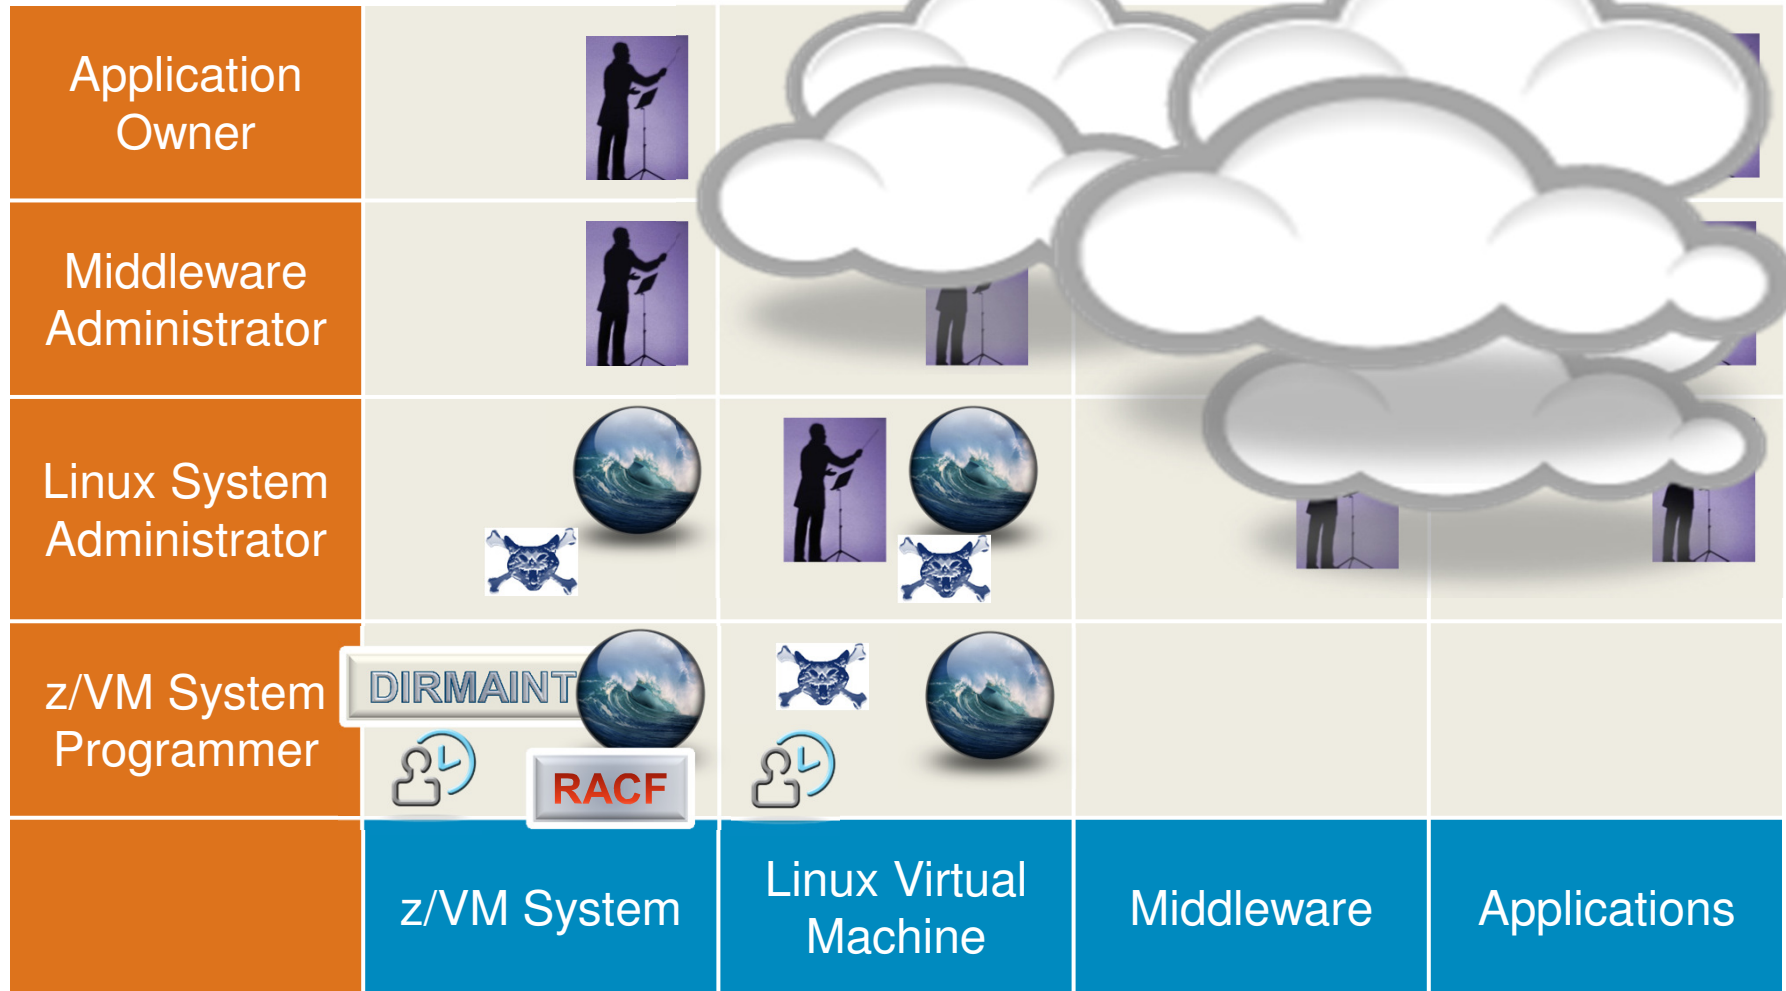 Application
Owner
Middleware
Administrator
Linux System
Administrator
z/VM System
Programmer
DIRMAINT
RACF
z/VM System
Linux Virtual
Machine
Middleware
Applications